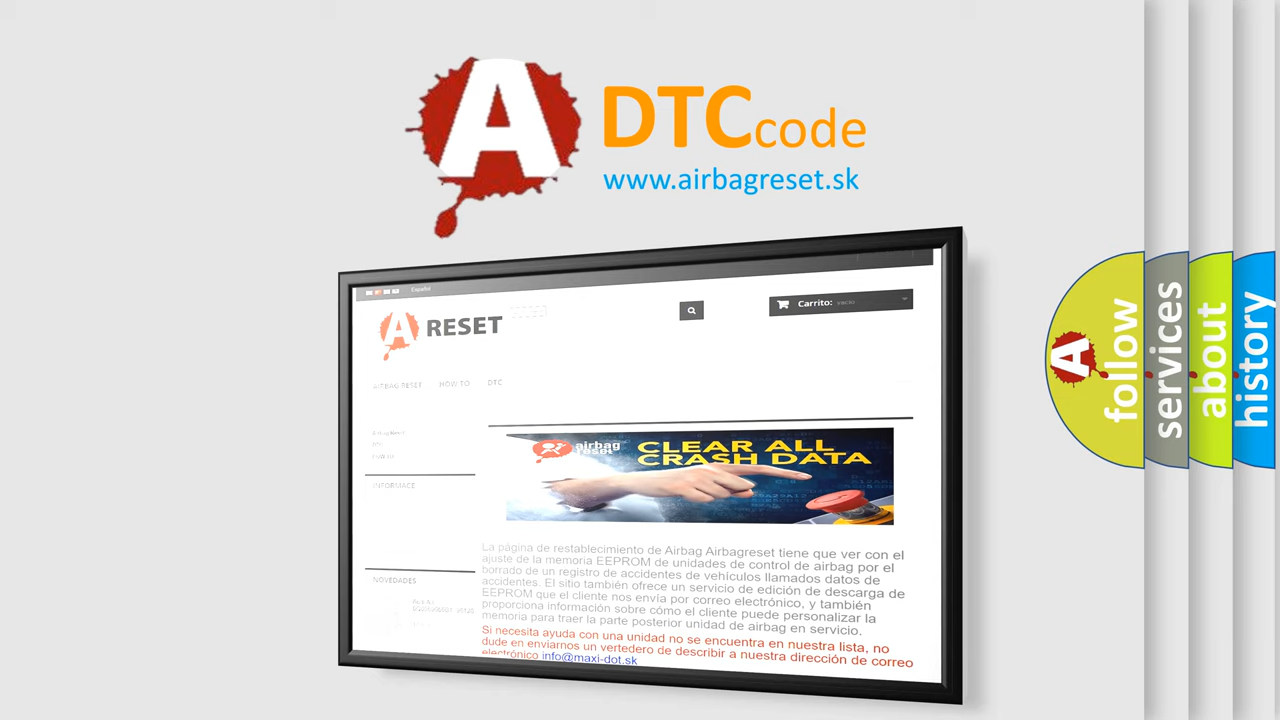 A
DTCcode
www.airbagreset.sk
Español
A RESET
Carrito: vacío
AIRBAG RESET HOW TO DTC
INFORMACE
CLEAR ALL
CRASH DATA
airbag
reset
La página de restablecimiento de Airbag Airbagreset tiene que ver con el
ajuste de la memoria EEPROM de unidades de control de airbag por el
borrado de un registro de accidentes de vehículos llamados datos de
accidentes. El sitio también ofrece un servicio de edición de descarga de
EEPROM que el cliente nos envía por correo electrónico, y también
proporciona información sobre cómo el cliente puede personalizar la
memoria para traer la parte posterior unidad de airbag en servicio.
NOVEDADES
Si necesita ayuda con una unidad no se encuentra en nuestra lista, no
dude en enviarnos un vertedero de describir a nuestra dirección de correo
electrónico info@maxi-dot.sk
A
follow
services
about
history